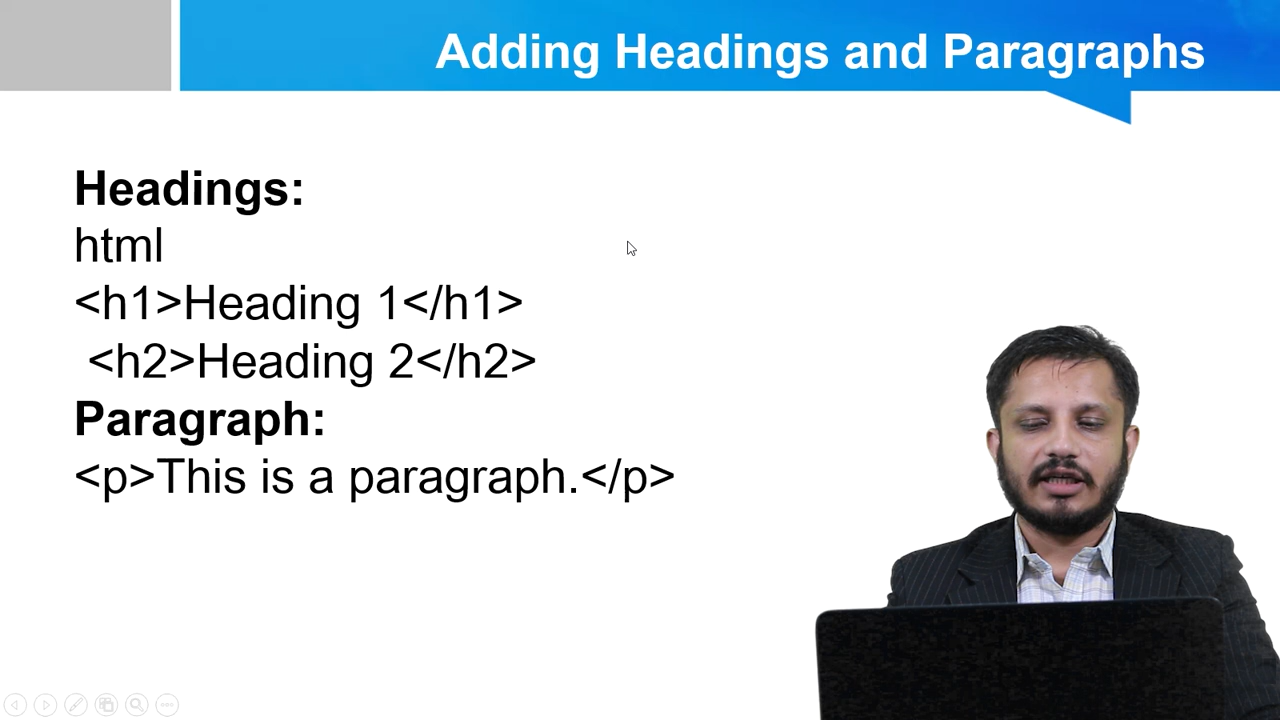 Adding Headings and Paragraphs
Headings:
html
<h1>Heading 1</h1>
<h2>Heading 2</h2>
Paragraph:
<p>This is a paragraph.</p>